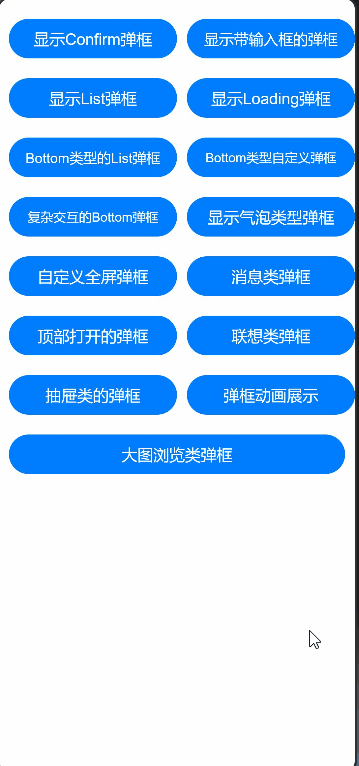 显示Confirm弹框
显示带输入框的弹框
显示List弹框
显示Loading弹框
Bottom类型的List弹框
Bottom类型自定义弹框
复杂交互的Bottom弹框
显示气泡类型弹框
自定义全屏弹框
消息类弹框
顶部打开的弹框
联想类弹框
抽屉类的弹框
弹框动画展示
大图浏览类弹框